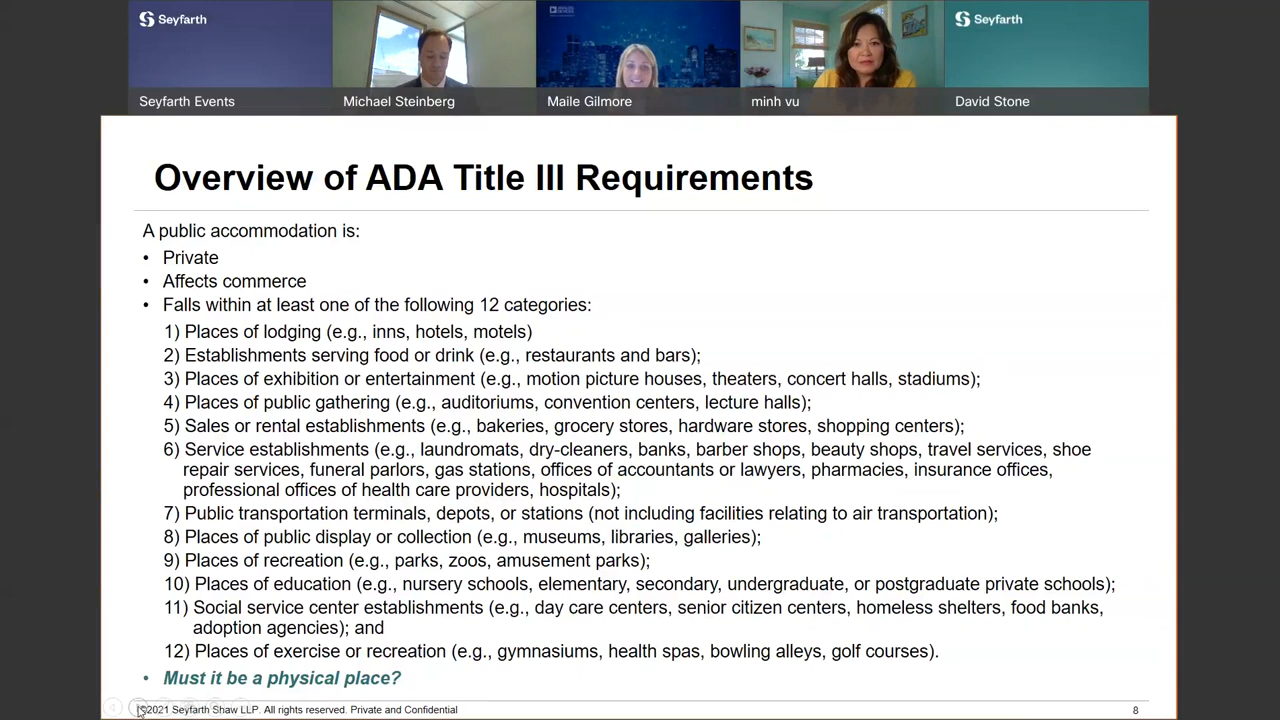 Seyfarth
Seyfarth
Seyfarth Events
Michael Steinberg
Maile Gilmore
minh vu
David Stone
Overview of ADA Title III Requirements
A public accommodation is:
• Private
• Affects commerce
• Falls within at least one of the following 12 categories:
1) Places of lodging (e.g., inns, hotels, motels)
2) Establishments serving food or drink (e.g., restaurants and bars);
3) Places of exhibition or entertainment (e.g., motion picture houses, theaters, concert halls, stadiums);
4) Places of public gathering (e.g., auditoriums, convention centers, lecture halls);
5) Sales or rental establishments (e.g., bakeries, grocery stores, hardware stores, shopping centers);
6) Service establishments (e.g., laundromats, dry-cleaners, banks, barber shops, beauty shops, travel services, shoe
repair services, funeral parlors, gas stations, offices of accountants or lawyers, pharmacies, insurance offices,
professional offices of health care providers, hospitals);
7) Public transportation terminals, depots, or stations (not including facilities relating to air transportation);
8) Places of public display or collection (e.g., museums, libraries, galleries);
9) Places of recreation (e.g., parks, zoos, amusement parks);
10) Places of education (e.g., nursery schools, elementary, secondary, undergraduate, or postgraduate private schools);
11) Social service center establishments (e.g., day care centers, senior citizen centers, homeless shelters, food banks,
adoption agencies); and
12) Places of exercise or recreation (e.g., gymnasiums, health spas, bowling alleys, golf courses).
• Must it be a physical place?
©2021 Seyfarth Shaw LLP. All rights reserved. Private and Confidential
8